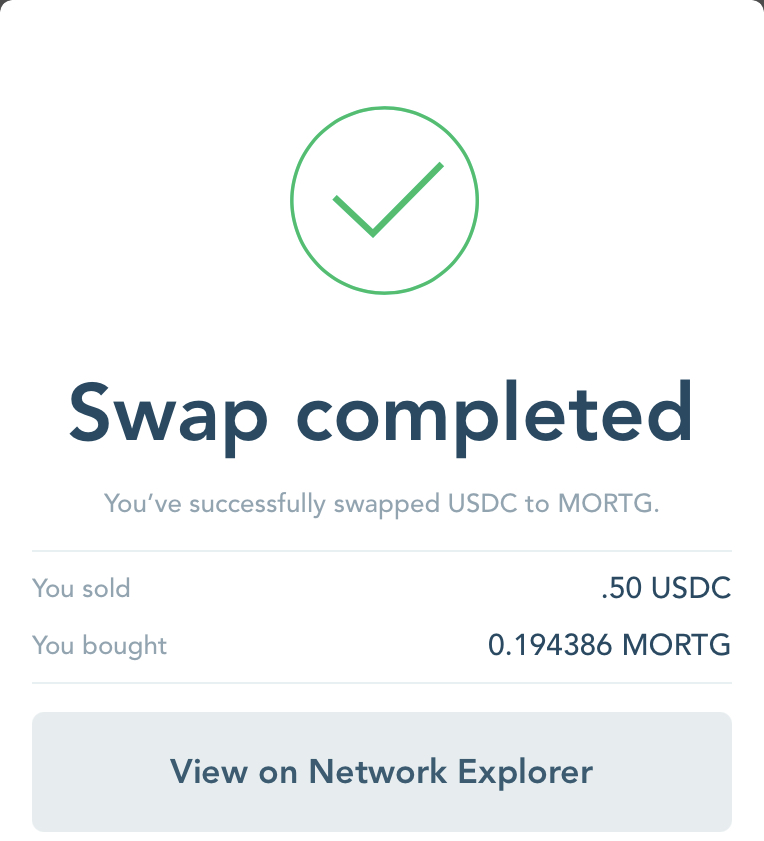 Swap completed
You’ve successfully swapped USDC to MORTG.
You sold .50 USDC
You bought 0.194386 MORTG
View on Network Explorer